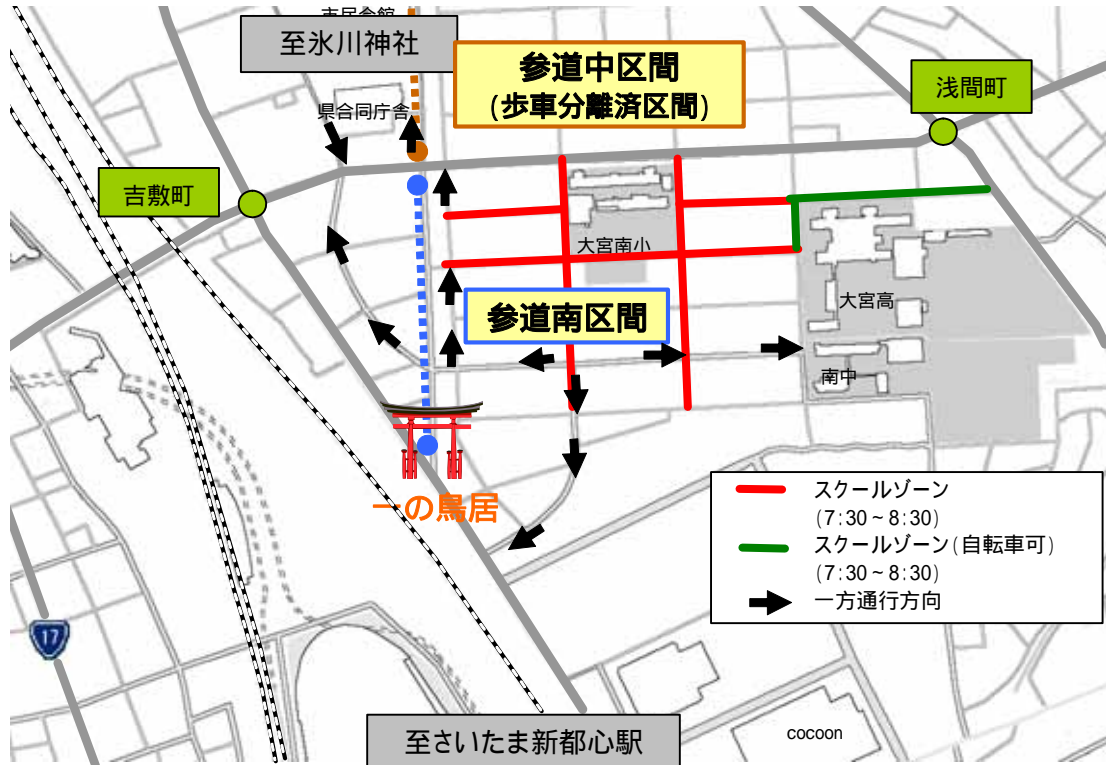 市民会館
至氷川神社
参道中区間
(歩車分離済区間)
浅間町
県合同庁舎
吉敷町
大宮南小
大宮高
参道南区間
南中
一の鳥居
スクールゾーン
(7:30~8:30)
スクールゾーン(自転車可)
(7:30~8:30)
一方通行方向
17
至さいたま新都心駅
cocoon